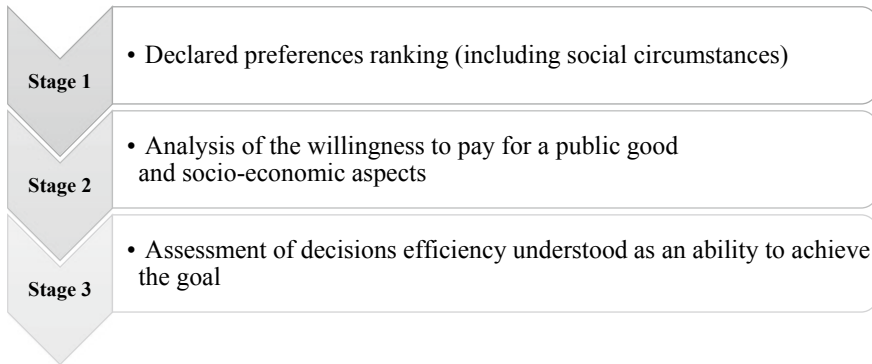 Stage 1
• Declared preferences ranking (including social circumstances)
Stage 2
• Analysis of the willingness to pay for a public good
and socio-economic aspects
Stage 3
• Assessment of decisions efficiency understood as an ability to achieve
the goal